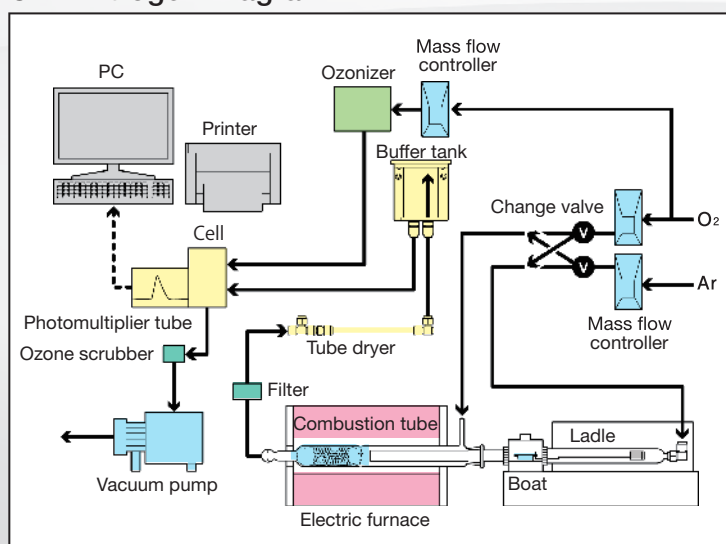 PC
Printer
Ozonizer
Mass flow
controller
Buffer tank
Change valve
O₂
Ar
Mass flow
controller
Cell
Photomultiplier tube
Ozone scrubber
Tube dryer
Filter
Vacuum pump
Combustion tube
Electric furnace
Ladle
Boat
V
V